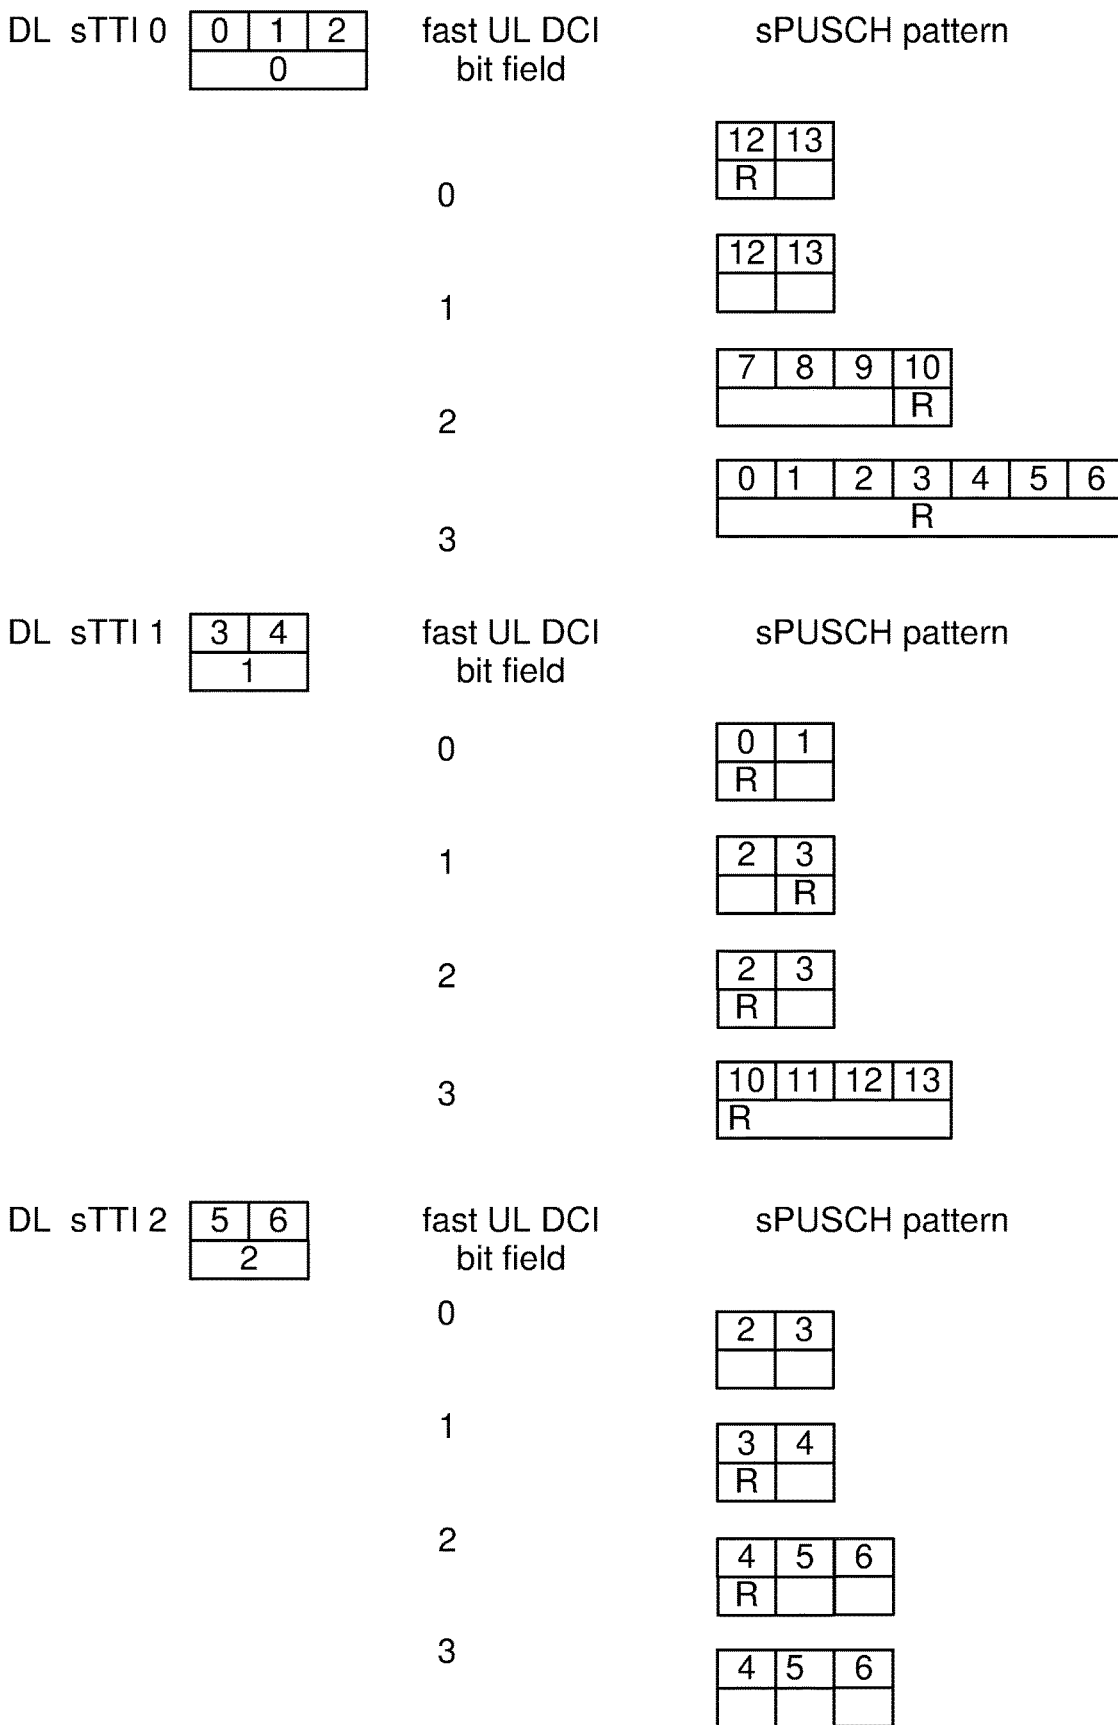 DL sTTI 0 0 1 2 fast UL DCI sPUSCH pattern
0 bit field
12 13
0 R
12 13
1
7 8 9 10
2 R
0 1 2 3 4 5 6
R
3
DL sTTI 1 3 4 fast UL DCI sPUSCH pattern
1 bit field
0 0 1
R
1 2 3
R
2 2 3
R
3 10 11 12 13
R
DL sTTI 2 5 6 fast UL DCI sPUSCH pattern
2 bit field
0 2 3
1 3 4
R
2 4 5 6
R
3 4 5 6